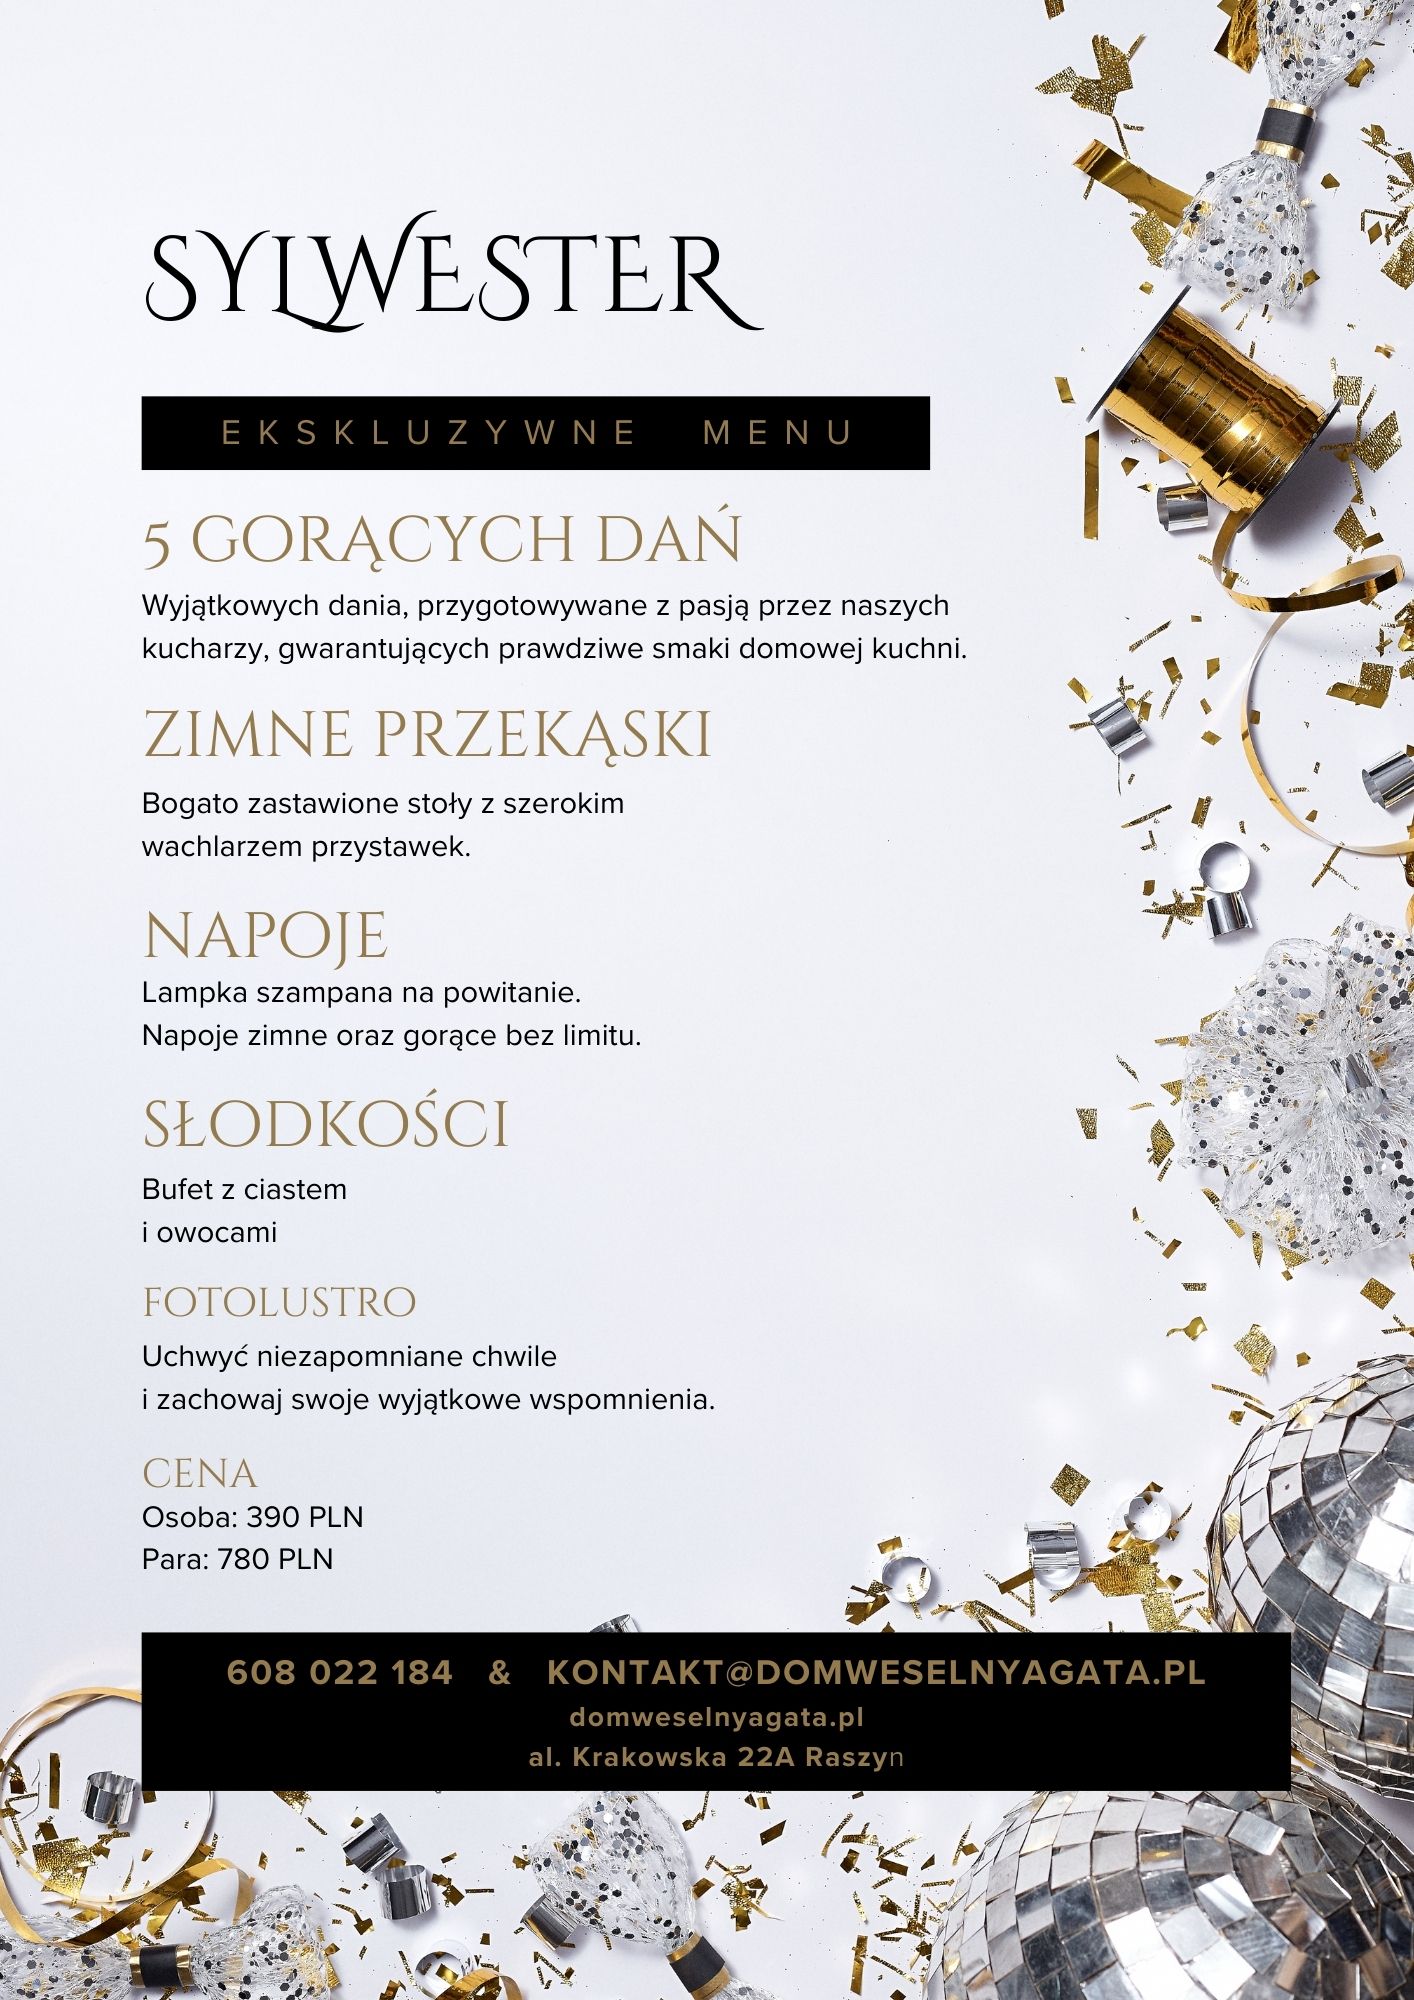 SYLWESTER
EKSKLUZYWNE MENU
5 GORĄCYCH DAŃ
Wyjątkowych dania, przygotowywane z pasją przez naszych
kucharzy, gwarantujących prawdziwe smaki domowej kuchni.
ZIMNE PRZEKĄSKI
Bogato zastawione stoły z szerokim
wachlarzem przystawek.
NAPOJE
Lampka szampana na powitanie.
Napoje zimne oraz gorące bez limitu.
SŁODKOŚCI
Bufet z ciastem
i owocami
FOTOLUSTRO
Uchwyć niezapomniane chwile
i zachowaj swoje wyjątkowe wspomnienia.
CENA
Osoba: 390 PLN
Para: 780 PLN
608 022 184 & KONTAKT@DOMWESELNYAGATA.PL
domweselnyagata.pl
al. Krakowska 22A Raszyn